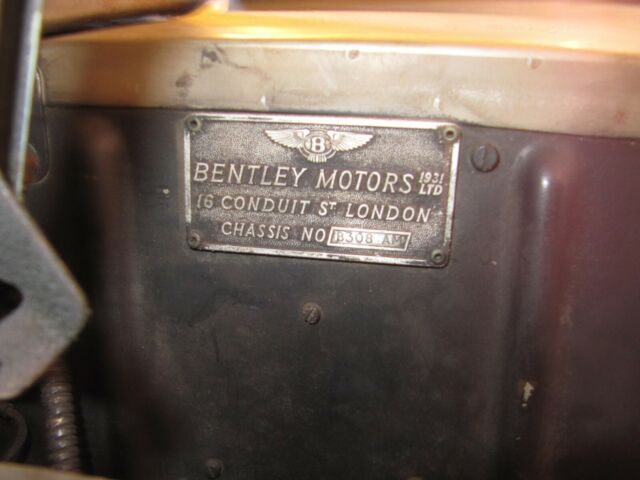 B
BENTLEY MOTORS 1931 LTD
16 CONDUIT ST LONDON
CHASSIS NO B308 AM